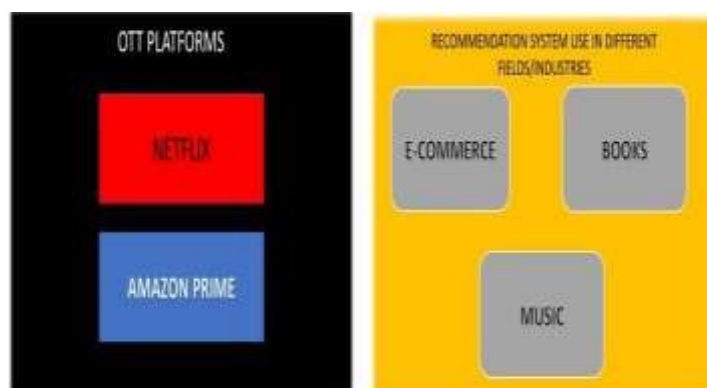 OTT PLATFORMS
NETFLIX
AMAZON PRIME
RECOMMENDATION SYSTEM USE IN DIFFERENT
FIELDS/INDUSTRIES
E-COMMERCE
BOOKS
MUSIC